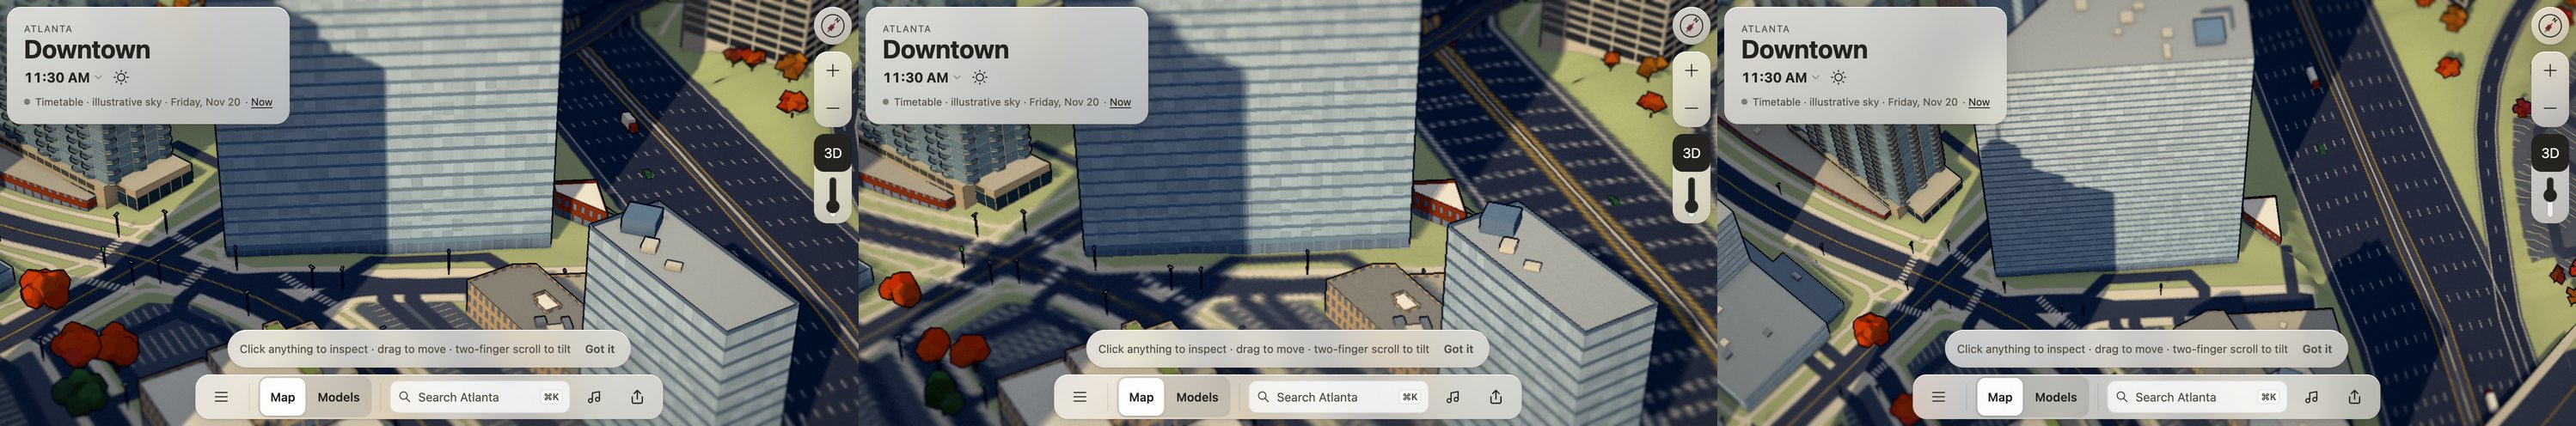 ATLANTA
Downtown
11:30 AM
Timetable · illustrative sky · Friday, Nov 20 · Now
N
+
−
3D
Click anything to inspect · drag to move · two-finger scroll to tilt Got it
Map Models Search Atlanta ⌘K
ATLANTA
Downtown
11:30 AM
Timetable · illustrative sky · Friday, Nov 20 · Now
N
+
−
3D
Click anything to inspect · drag to move · two-finger scroll to tilt Got it
Map Models Search Atlanta ⌘K
ATLANTA
Downtown
11:30 AM
Timetable · illustrative sky · Friday, Nov 20 · Now
N
+
−
3D
Click anything to inspect · drag to move · two-finger scroll to tilt Got it
Map Models Search Atlanta ⌘K